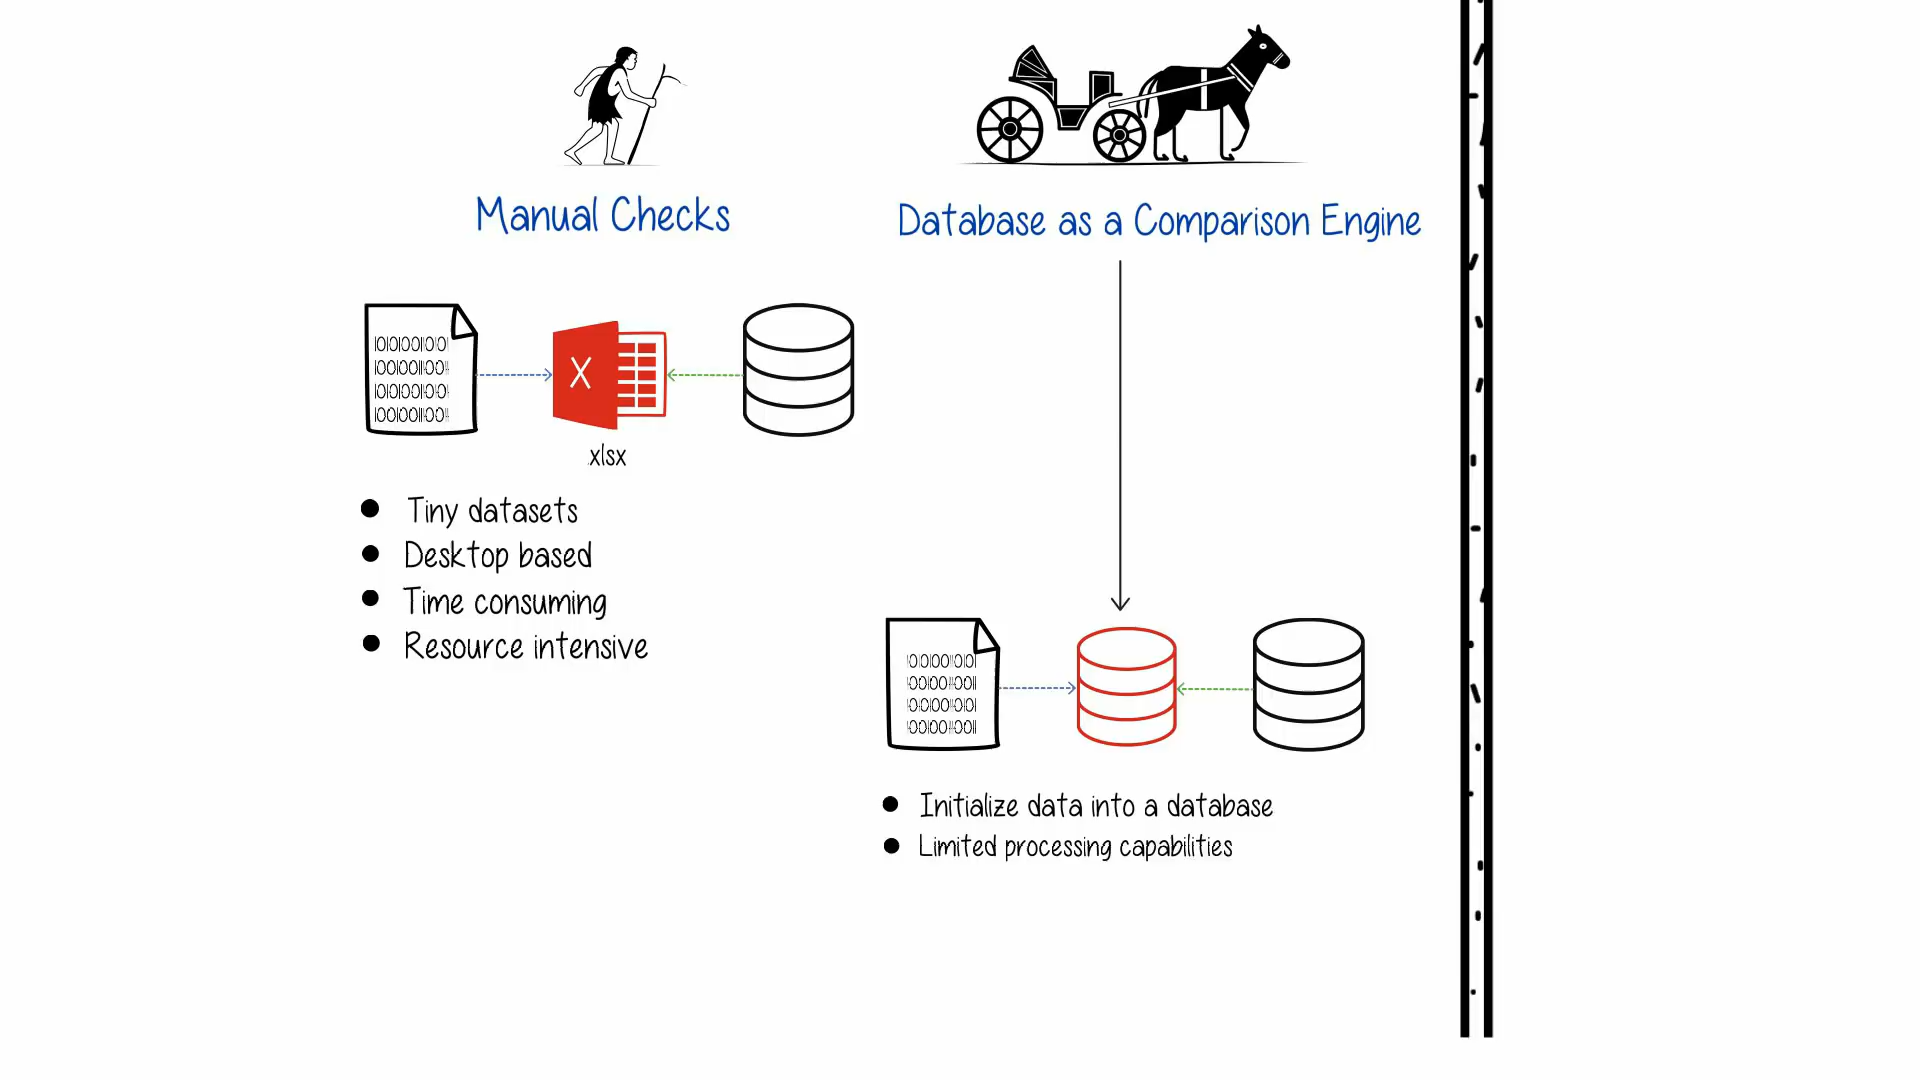 Manual Checks
Database as a Comparison Engine
X
.xlsx
Tiny datasets
Desktop based
Time consuming
Resource intensive
Initialize data into a database
Limited processing capabilities